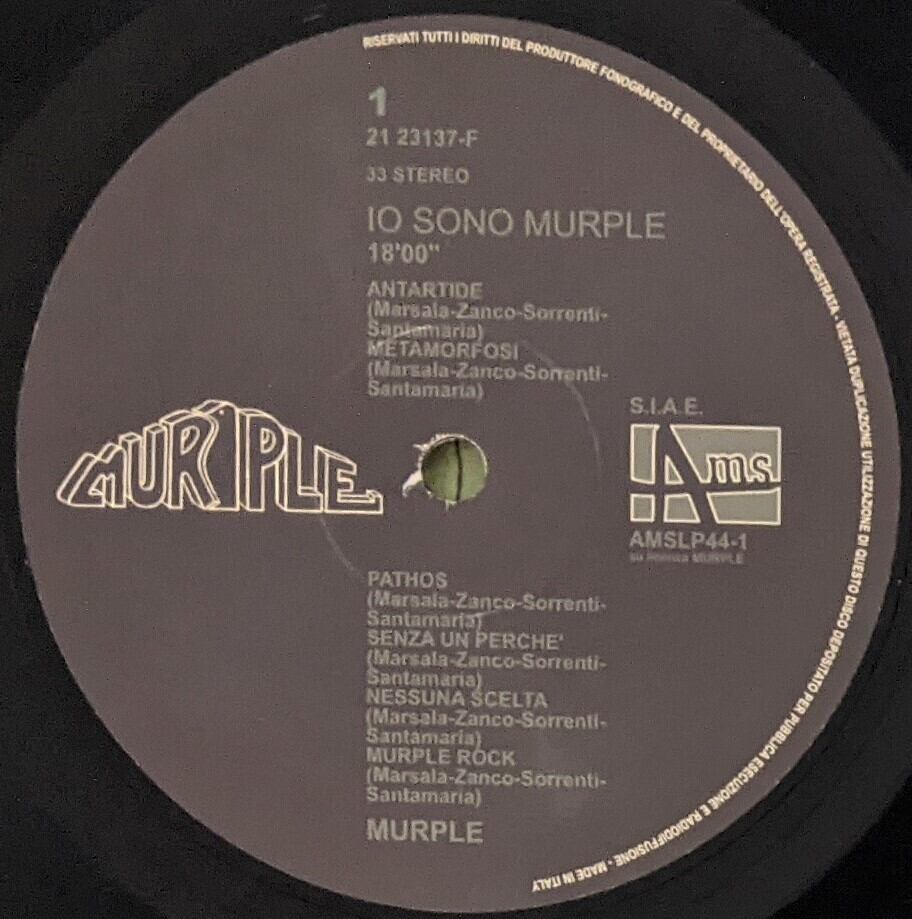 RISERVATI TUTTI I DIRITTI DEL PRODUTTORE FONOGRAFICO E DEL PROPRIETARIO DELL'OPERA REGISTRATA - VIETATA DUPLICAZIONE UTILIZZAZIONE DI QUESTO DISCO DEPOSITATO PER PUBBLICA ESECUZIONE E RADIODIFFUSIONE - MADE IN ITALY
1
21 23137-F
33 STEREO
IO SONO MURPLE
18'00"
ANTARTIDE
(Marsala-Zanco-Sorrenti-
Santamaria)
METAMORFOSI
(Marsala-Zanco-Sorrenti-
Santamaria)
MURPLE
S.I.A.E.
Ams
AMSLP44-1
su licenza MURPLE
PATHOS
(Marsala-Zanco-Sorrenti-
Santamaria)
SENZA UN PERCHE'
(Marsala-Zanco-Sorrenti-
Santamaria)
NESSUNA SCELTA
(Marsala-Zanco-Sorrenti-
Santamaria)
MURPLE ROCK
(Marsala-Zanco-Sorrenti-
Santamaria)
MURPLE